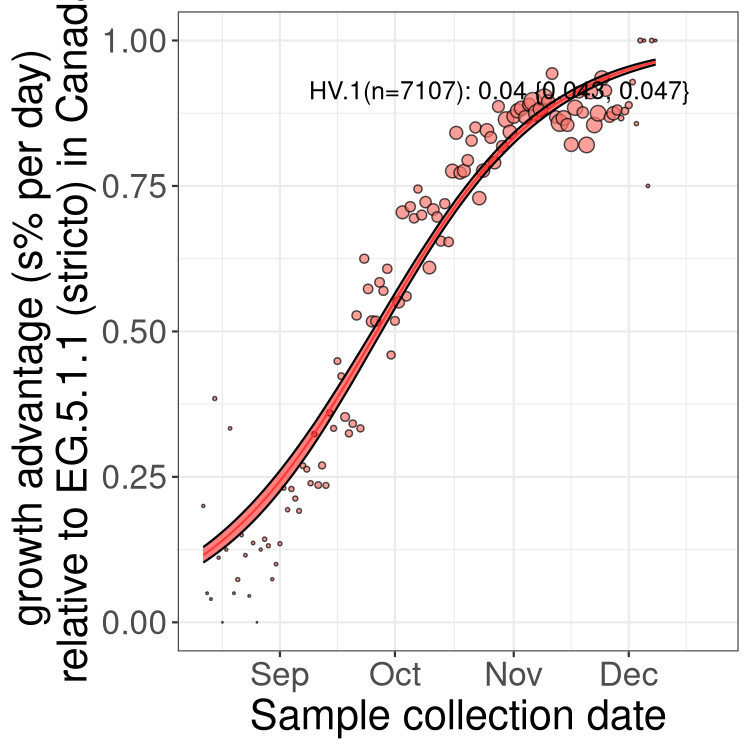 growth advantage (s% per day)
relative to EG.5.1.1 (stricto) in Canada
1.00
0.75
0.50
0.25
0.00
HV.1(n=7107): 0.04 {0.043, 0.047}
Sep Oct Nov Dec
Sample collection date